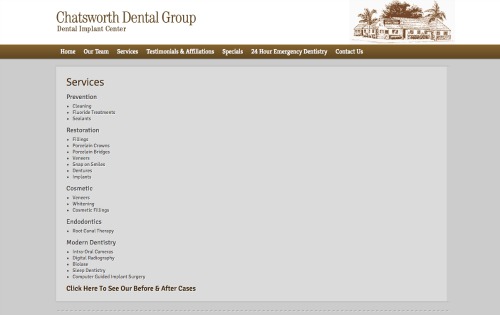 Chatsworth Dental Group
Dental Implant Center
Home Our Team Services Testimonials & Affiliations Specials 24 Hour Emergency Dentistry Contact Us
Services
Prevention
Cleaning
Fluoride Treatments
Sealants
Restoration
Fillings
Porcelain Crowns
Porcelain Bridges
Veneers
Snap on Smiles
Dentures
Implants
Cosmetic
Veneers
Whitening
Cosmetic Fillings
Endodontics
Root Canal Therapy
Modern Dentistry
Intra-Oral Cameras
Digital Radiography
Biolase
Sleep Dentistry
Computer Guided Implant Surgery
Click Here To See Our Before & After Cases